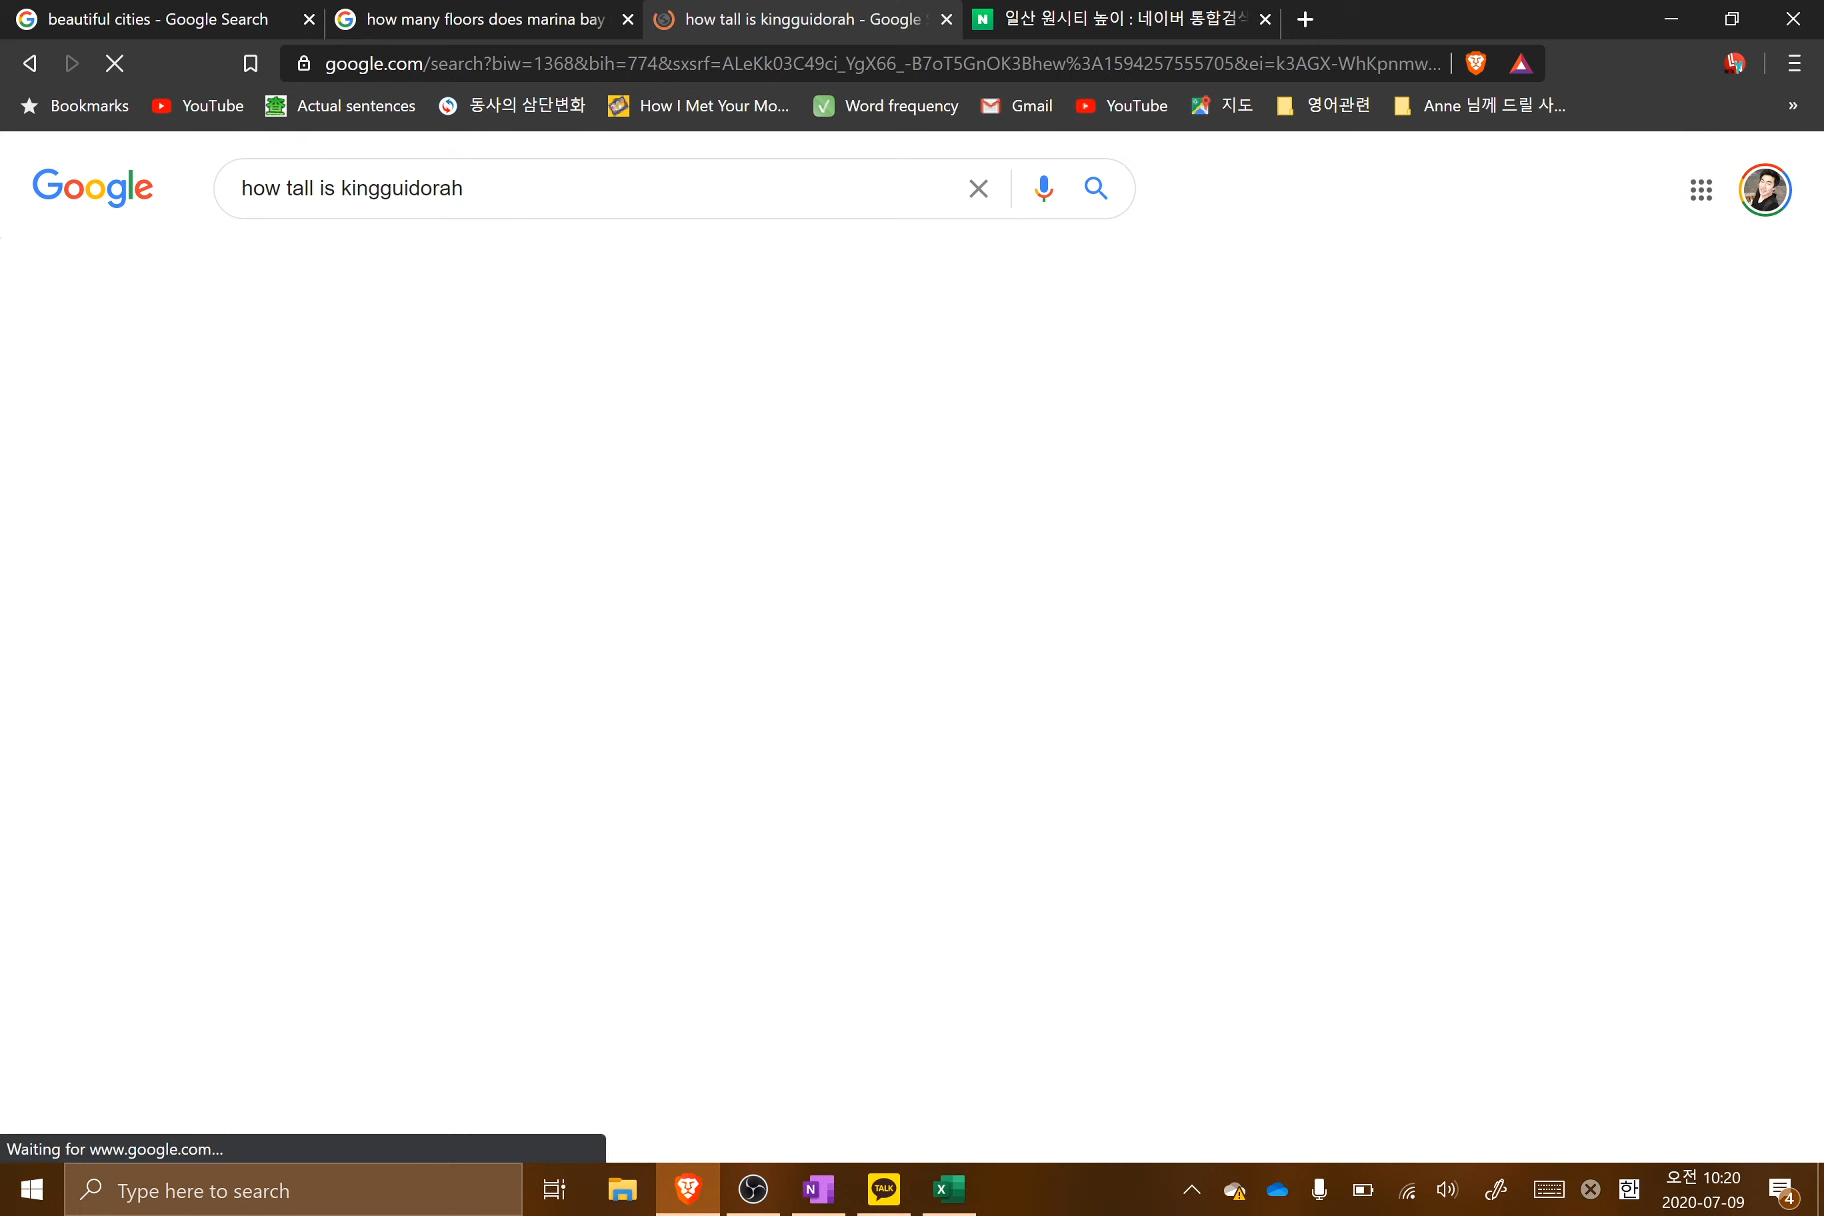 beautiful cities - Google Search
how many floors does marina bay
how tall is kingguidorah - Google
일산 원시티 높이 : 네이버 통합검색
google.com/search?biw=1368&bih=774&sxsrf=ALeKk03C49ci_YgX66_-B7oT5GnOK3Bhew%3A1594257555705&ei=k3AGX-WhKpnmw...
Bookmarks
YouTube
Actual sentences
동사의 삼단변화
How I Met Your Mo...
Word frequency
Gmail
YouTube
지도
영어관련
Anne 님께 드릴 사...
»
Google
how tall is kingguidorah
Waiting for www.google.com...
Type here to search
N
TALK
X
한
오전 10:20
2020-07-09
4